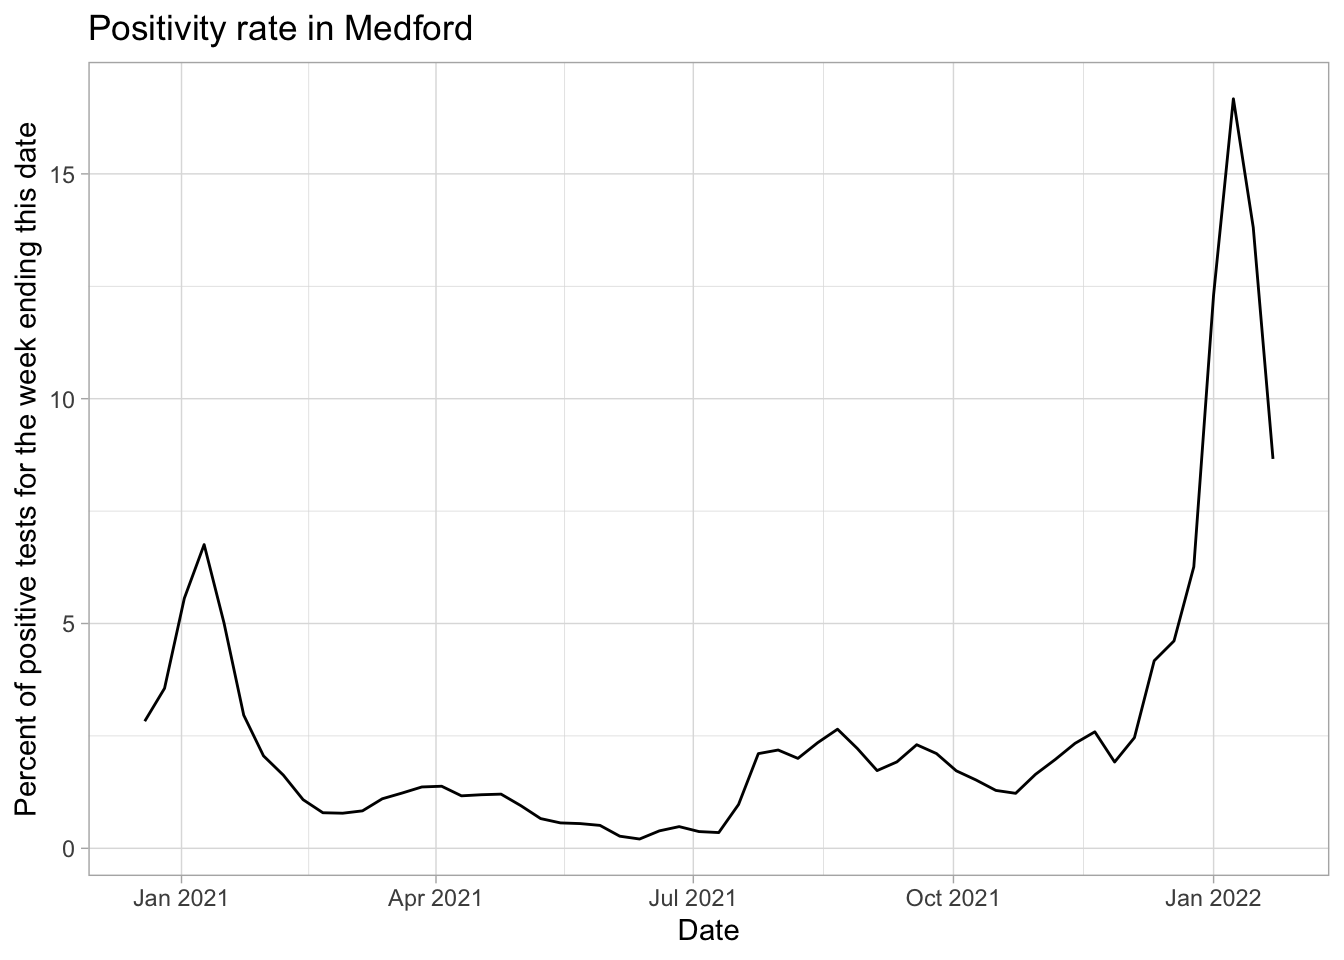 Positivity rate in Medford
Percent of positive tests for the week ending this date
15
10
5
0
Jan 2021 Apr 2021 Jul 2021 Oct 2021 Jan 2022
Date